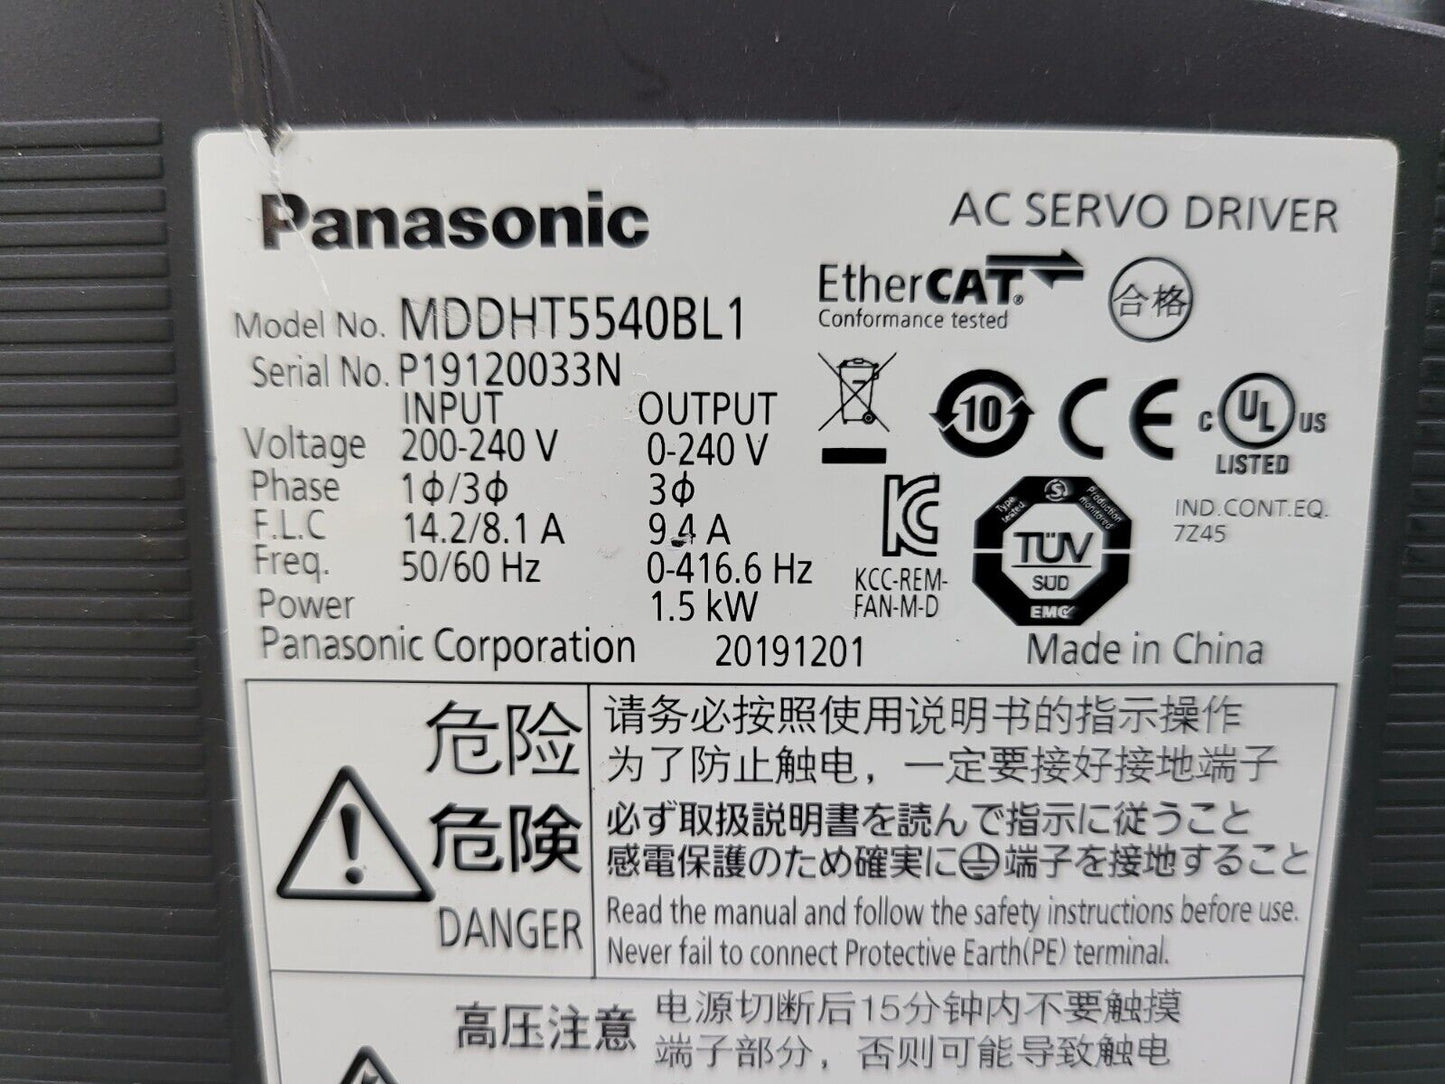 Panasonic
AC SERVO DRIVER
EtherCAT®
Conformance tested
合格
Model No. MDDHT5540BL1
Serial No. P19120033N
INPUT OUTPUT
Voltage 200-240 V 0-240 V
Phase 1ϕ/3ϕ 3ϕ
F.L.C 14.2/8.1 A 9.4 A
Freq. 50/60 Hz 0-416.6 Hz
Power 1.5 kW
Panasonic Corporation 20191201 Made in China
10
CE
C UL US
LISTED
IND.CONT.EQ.
7Z45
KCC-REM-
FAN-M-D
Type tested
Production monitored
TÜV
SÜD
EMC
危险
危険
DANGER
请务必按照使用说明书的指示操作
为了防止触电，一定要接好接地端子
必ず取扱説明書を読んで指示に従うこと
感電保護のため確実に⏚端子を接地すること
Read the manual and follow the safety instructions before use.
Never fail to connect Protective Earth(PE) terminal.
高压注意
电源切断后15分钟内不要触摸
端子部分，否则可能导致触电